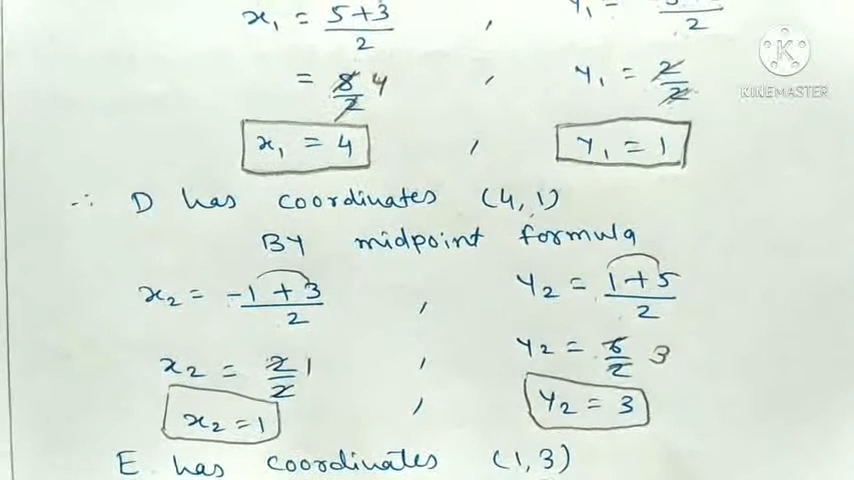 x₁ = 5+3/2 , y₁ =
= 8/2 4 , y₁ = 2/2
x₁ = 4 , y₁ = 1
∴ D has coordinates (4,1)
BY midpoint formula
x₂ = -1+3/2 , y₂ = 1+5/2
x₂ = 2/2 1 , y₂ = 6/2 3
x₂ = 1 , y₂ = 3
E has coordinates (1,3)
K
KINEMASTER